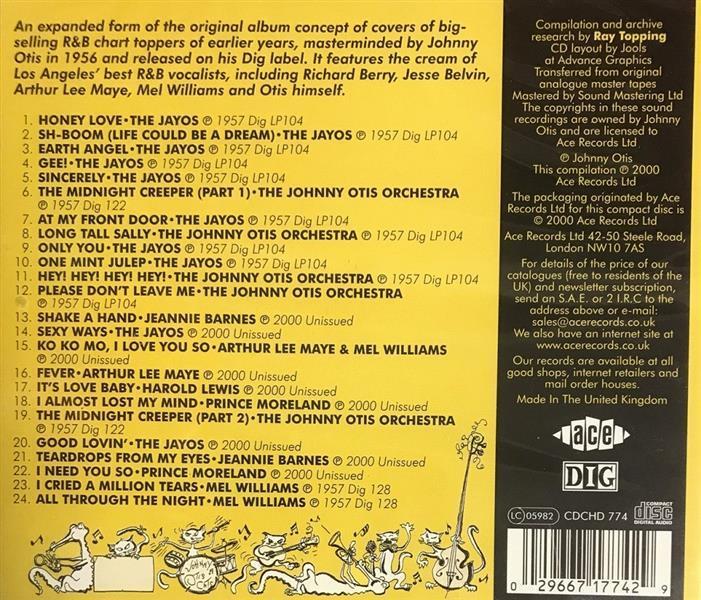 An expanded form of the original album concept of covers of big-
selling R&B chart toppers of earlier years, masterminded by Johnny
Otis in 1956 and released on his Dig label. It features the cream of
Los Angeles' best R&B vocalists, including Richard Berry, Jesse Belvin,
Arthur Lee Maye, Mel Williams and Otis himself.
1. HONEY LOVE • THE JAYOS ℗ 1957 Dig LP104
2. SH-BOOM (LIFE COULD BE A DREAM) • THE JAYOS ℗ 1957 Dig LP104
3. EARTH ANGEL • THE JAYOS ℗ 1957 Dig LP104
4. GEE! • THE JAYOS ℗ 1957 Dig LP104
5. SINCERELY • THE JAYOS ℗ 1957 Dig LP104
6. THE MIDNIGHT CREEPER (PART 1) • THE JOHNNY OTIS ORCHESTRA
℗ 1957 Dig 122
7. AT MY FRONT DOOR • THE JAYOS ℗ 1957 Dig LP104
8. LONG TALL SALLY • THE JOHNNY OTIS ORCHESTRA ℗ 1957 Dig LP104
9. ONLY YOU • THE JAYOS ℗ 1957 Dig LP104
10. ONE MINT JULEP • THE JAYOS ℗ 1957 Dig LP104
11. HEY! HEY! HEY! HEY! • THE JOHNNY OTIS ORCHESTRA ℗ 1957 Dig LP104
12. PLEASE DON'T LEAVE ME • THE JOHNNY OTIS ORCHESTRA
℗ 1957 Dig LP104
13. SHAKE A HAND • JEANNIE BARNES ℗ 2000 Unissued
14. SEXY WAYS • THE JAYOS ℗ 2000 Unissued
15. KO KO MO, I LOVE YOU SO • ARTHUR LEE MAYE & MEL WILLIAMS
℗ 2000 Unissued
16. FEVER • ARTHUR LEE MAYE ℗ 2000 Unissued
17. IT'S LOVE BABY • HAROLD LEWIS ℗ 2000 Unissued
18. I ALMOST LOST MY MIND • PRINCE MORELAND ℗ 2000 Unissued
19. THE MIDNIGHT CREEPER (PART 2) • THE JOHNNY OTIS ORCHESTRA
℗ 1957 Dig 122
20. GOOD LOVIN' • THE JAYOS ℗ 2000 Unissued
21. TEARDROPS FROM MY EYES • JEANNIE BARNES ℗ 2000 Unissued
22. I NEED YOU SO • PRINCE MORELAND ℗ 2000 Unissued
23. I CRIED A MILLION TEARS • MEL WILLIAMS ℗ 1957 Dig 128
24. ALL THROUGH THE NIGHT • MEL WILLIAMS ℗ 1957 Dig 128
JOHNNY OTIS
Compilation and archive
research by Ray Topping
CD layout by Jools
at Advance Graphics
Transferred from original
analogue master tapes
Mastered by Sound Mastering Ltd
The copyrights in these sound
recordings are owned by Johnny
Otis and are licensed to
Ace Records Ltd
℗ Johnny Otis
This compilation ℗ 2000
Ace Records Ltd
The packaging originated by Ace
Records Ltd for this compact disc is
© 2000 Ace Records Ltd
Ace Records Ltd 42-50 Steele Road,
London NW10 7AS
For details of the price of our
catalogues (free to residents of the
UK) and newsletter subscription,
send an S.A.E. or 2 I.R.C to the
address above or e-mail:
sales@acerecords.co.uk
We also have an internet site at
www.acerecords.co.uk
Our records are available at all
good shops, internet retailers and
mail order houses.
Made In The United Kingdom
ace
DIG
LC 05982 CDCHD 774
COMPACT disc DIGITAL AUDIO
0 29667 17742 9